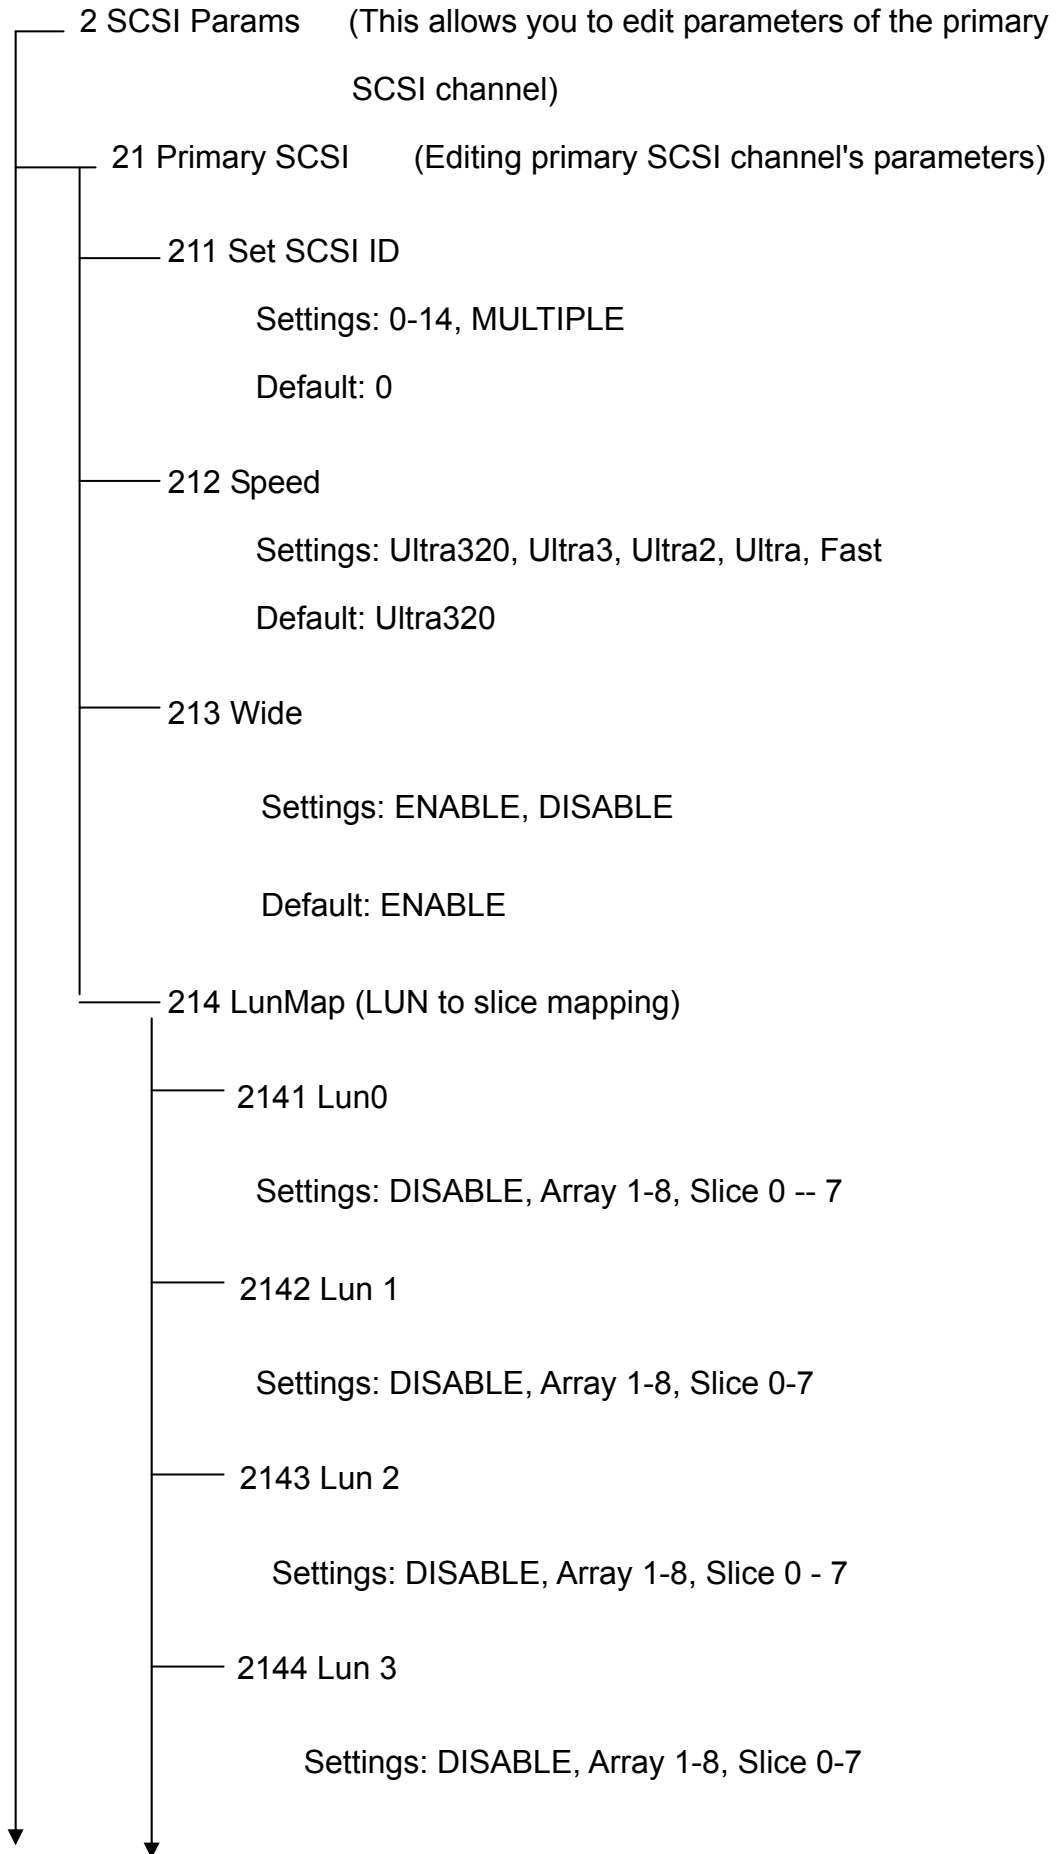 2 SCSI Params (This allows you to edit parameters of the primary
SCSI channel)
21 Primary SCSI (Editing primary SCSI channel's parameters)
211 Set SCSI ID
Settings: 0-14, MULTIPLE
Default: 0
212 Speed
Settings: Ultra320, Ultra3, Ultra2, Ultra, Fast
Default: Ultra320
213 Wide
Settings: ENABLE, DISABLE
Default: ENABLE
214 LunMap (LUN to slice mapping)
2141 Lun0
Settings: DISABLE, Array 1-8, Slice 0 -- 7
2142 Lun 1
Settings: DISABLE, Array 1-8, Slice 0-7
2143 Lun 2
Settings: DISABLE, Array 1-8, Slice 0 - 7
2144 Lun 3
Settings: DISABLE, Array 1-8, Slice 0-7